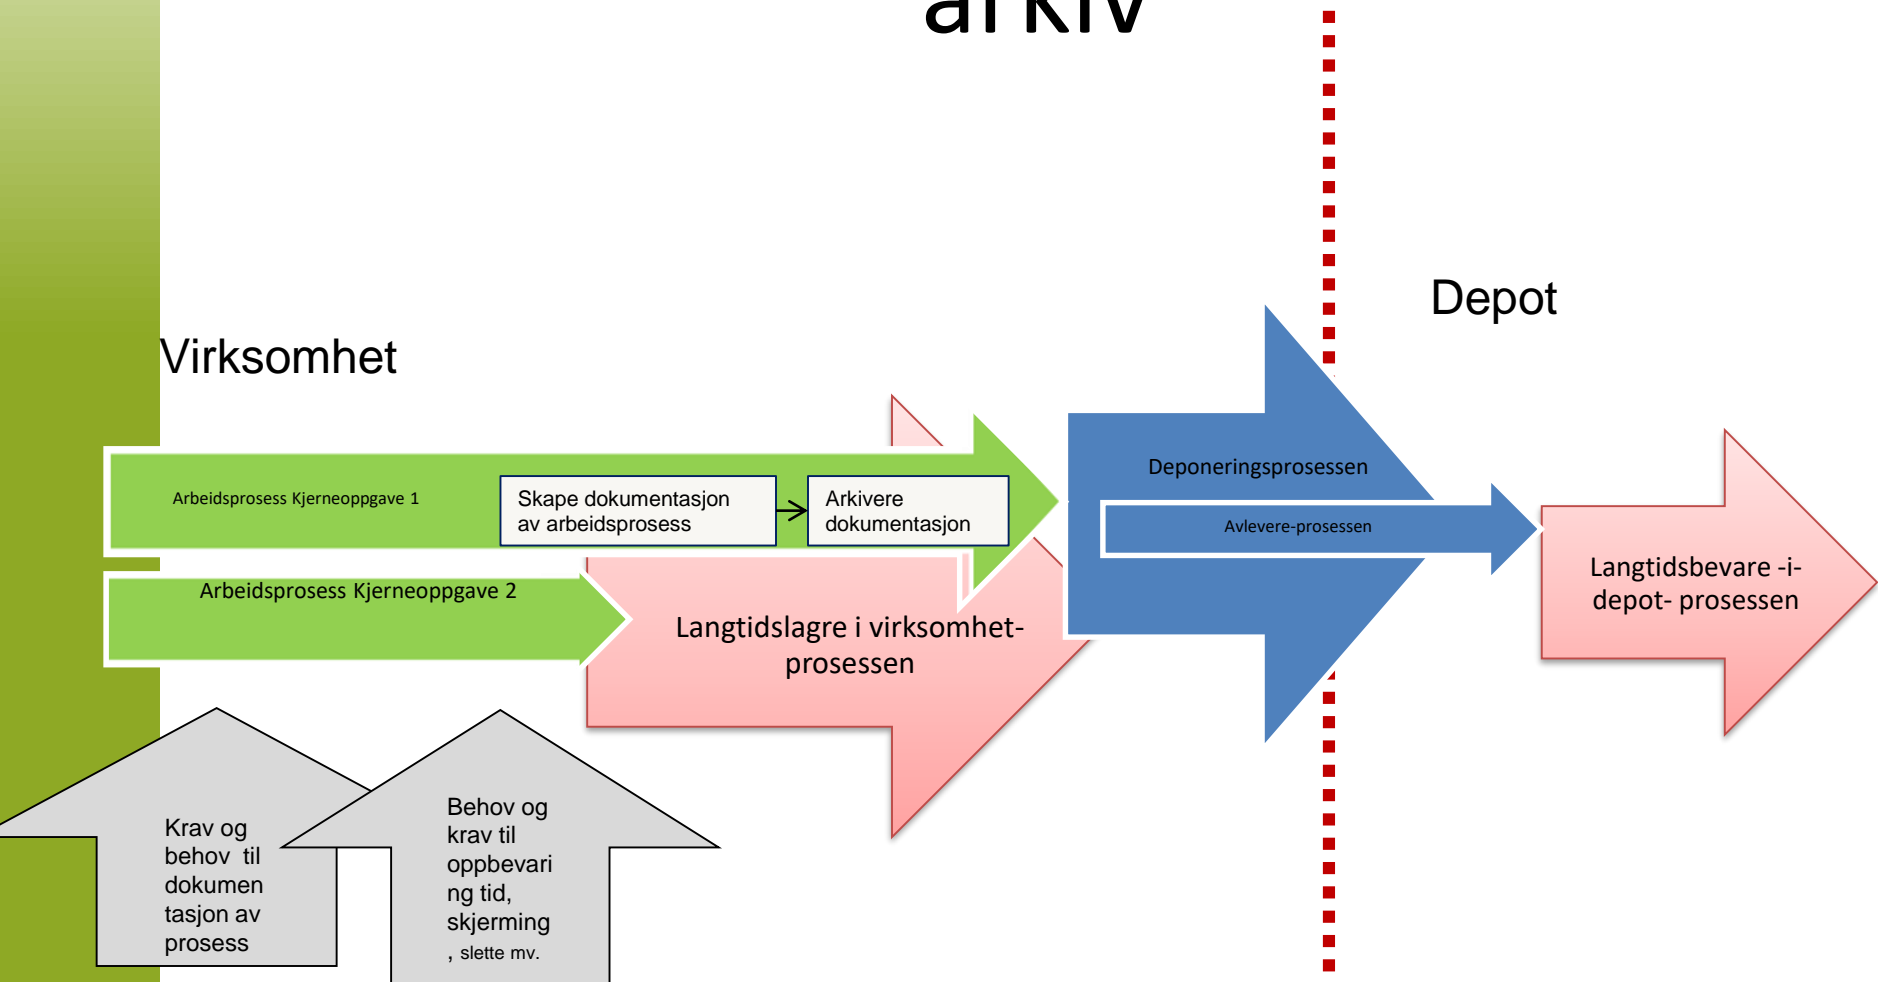 arkiv
Depot
Virksomhet
Arbeidsprosess Kjerneoppgave 1
Skape dokumentasjon
av arbeidsprosess
Arkivere
dokumentasjon
Deponeringsprosessen
Avlevere-prosessen
Arbeidsprosess Kjerneoppgave 2
Langtidslagre i virksomhet-
prosessen
Langtidsbevare -i-
depot- prosessen
Krav og
behov til
dokumen
tasjon av
prosess
Behov og
krav til
oppbevari
ng tid,
skjerming
, slette mv.